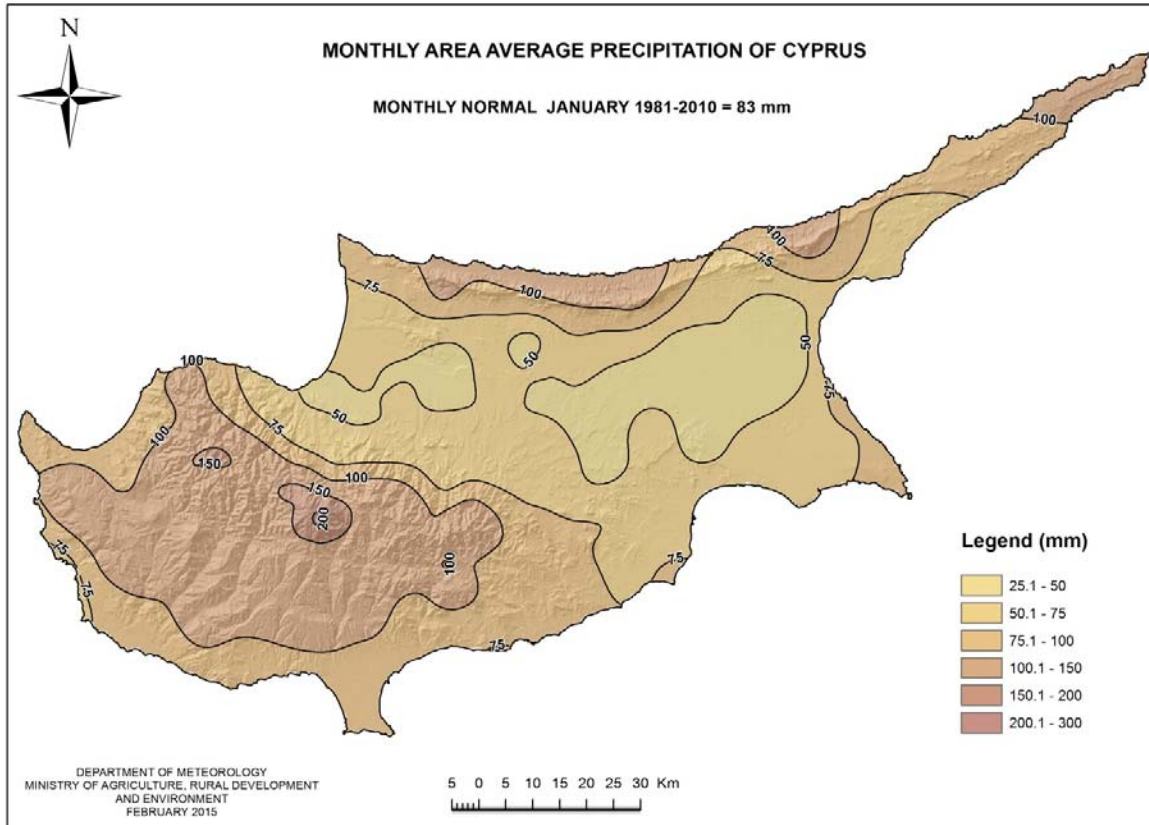 N
MONTHLY AREA AVERAGE PRECIPITATION OF CYPRUS
MONTHLY NORMAL JANUARY 1981-2010 = 83 mm
100
100
75
100
75
100
50
50
75
100
50
75
100
150
100
150
200
100
75
75
75
75
Legend (mm)
25.1 - 50
50.1 - 75
75.1 - 100
100.1 - 150
150.1 - 200
200.1 - 300
DEPARTMENT OF METEOROLOGY
MINISTRY OF AGRICULTURE, RURAL DEVELOPMENT
AND ENVIRONMENT
FEBRUARY 2015
5 0 5 10 15 20 25 30 Km